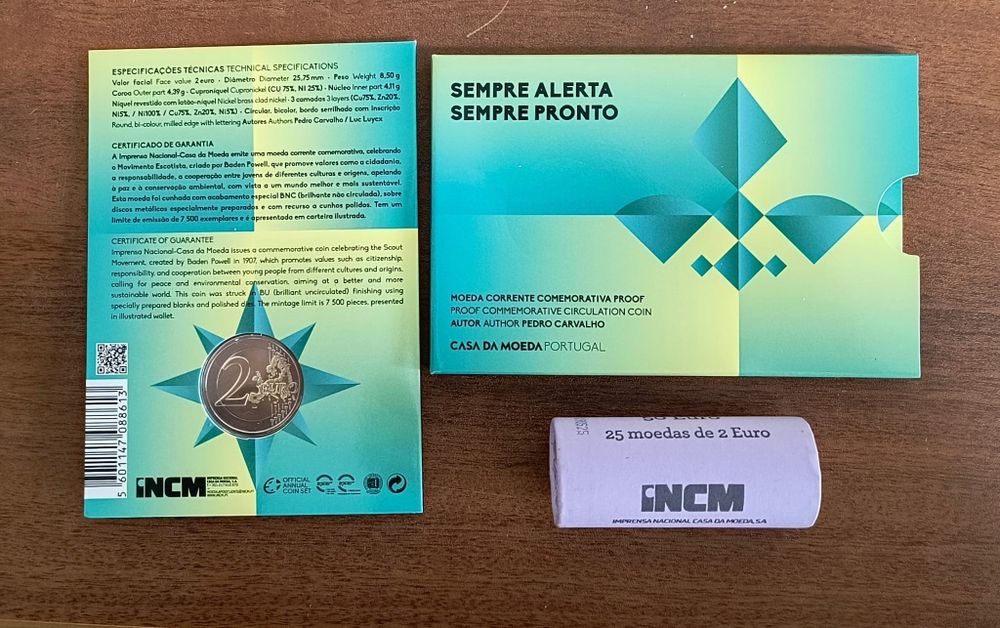 ESPECIFICAÇÕES TÉCNICAS TECHNICAL SPECIFICATIONS
Valor facial Face value 2 euro · Diâmetro Diameter 25,75 mm · Peso Weight 8,50 g
Coroa Outer part 4,39 g · Cuproníquel Cupronickel (CU 75%, NI 25%) · Núcleo Inner part 4,11 g
Níquel revestido com latão-níquel Nickel brass clad nickel · 3 camadas 3 layers (Cu75%, Zn20%,
Ni5%, / Ni100% / Cu75%, Zn20%, Ni5%) · Circular, bicolor, bordo serrilhado com inscrição
Round, bi-colour, milled edge with lettering Autores Authors Pedro Carvalho / Luc Luycx
CERTIFICADO DE GARANTIA
A Imprensa Nacional-Casa da Moeda emite uma moeda corrente comemorativa, celebrando
o Movimento Escotista, criado por Baden Powell, que promove valores como a cidadania,
a responsabilidade, a cooperação entre jovens de diferentes culturas e origens, apelando
à paz e à conservação ambiental, com vista a um mundo melhor e mais sustentável.
Esta moeda foi cunhada com acabamento especial BNC (brilhante não circulada), sobre
discos metálicos especialmente preparados e com recurso a cunhos polidos. Tem um
limite de emissão de 7 500 exemplares e é apresentada em carteira ilustrada.
CERTIFICATE OF GUARANTEE
Imprensa Nacional-Casa da Moeda issues a commemorative coin celebrating the Scout
Movement, created by Baden Powell in 1907, which promotes values such as citizenship,
responsibility, and cooperation between young people from different cultures and origins,
calling for peace and environmental conservation, aiming at a better and more
sustainable world. This coin was struck in BU (brilliant uncirculated) finishing using
specially prepared blanks and polished dies. The mintage limit is 7 500 pieces, presented
in illustrated wallet.
2 EURO
5 601147 088613
INCM
IMPRENSA NACIONAL
CASA DA MOEDA, S.A.
WWW.INCM.PT
OFFICIAL
ANNUAL
COIN SET
SEMPRE ALERTA
SEMPRE PRONTO
MOEDA CORRENTE COMEMORATIVA PROOF
PROOF COMMEMORATIVE CIRCULATION COIN
AUTOR AUTHOR PEDRO CARVALHO
CASA DA MOEDA PORTUGAL
50 Euro
25 moedas de 2 Euro
INCM
IMPRENSA NACIONAL CASA DA MOEDA, S.A